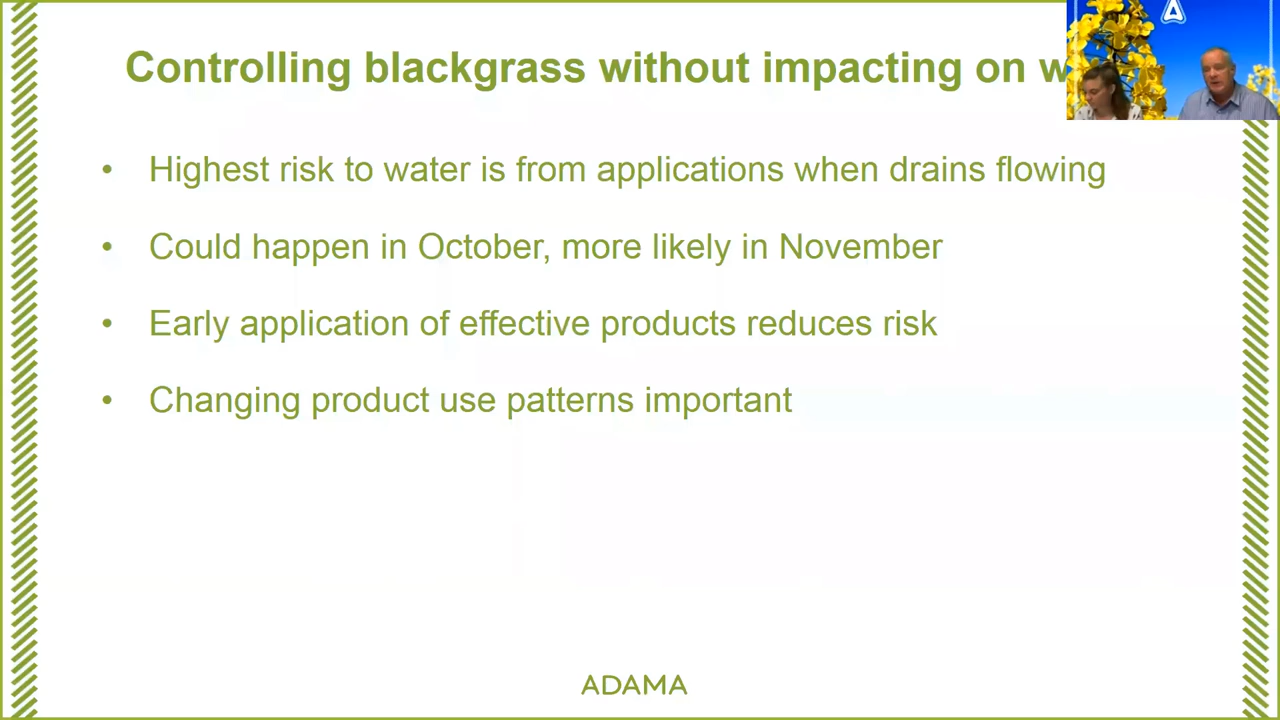 Controlling blackgrass without impacting on
• Highest risk to water is from applications when drains flowing
• Could happen in October, more likely in November
• Early application of effective products reduces risk
• Changing product use patterns important
ADAMA